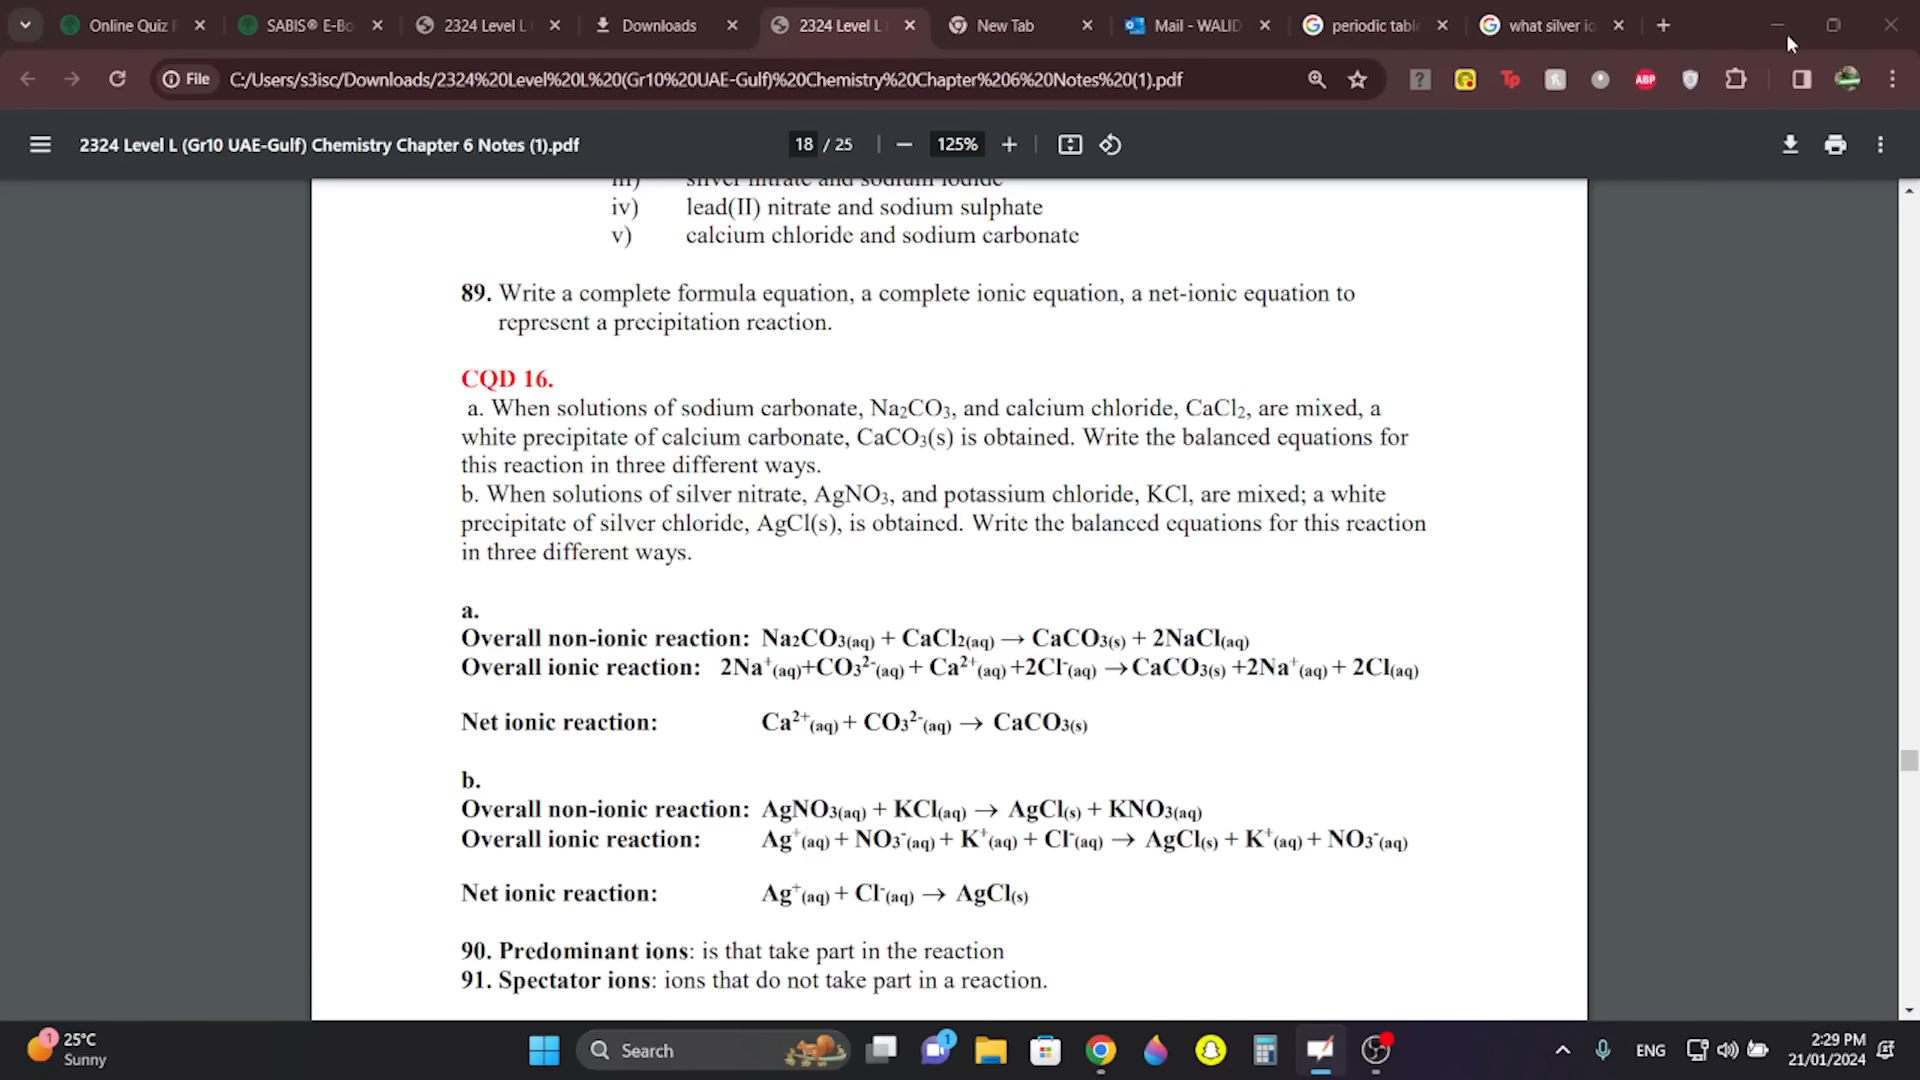 Online Quiz F
SABIS® E-Bo
2324 Level L
Downloads
2324 Level L
New Tab
Mail - WALID
periodic tabl
what silver io
File C:/Users/s3isc/Downloads/2324%20Level%20L%20(Gr10%20UAE-Gulf)%20Chemistry%20Chapter%206%20Notes%20(1).pdf
? Tp ABP
2324 Level L (Gr10 UAE-Gulf) Chemistry Chapter 6 Notes (1).pdf 18 / 25 125%
iii) silver nitrate and sodium iodide
iv) lead(II) nitrate and sodium sulphate
v) calcium chloride and sodium carbonate
89. Write a complete formula equation, a complete ionic equation, a net-ionic equation to
represent a precipitation reaction.
CQD 16.
a. When solutions of sodium carbonate, Na₂CO₃, and calcium chloride, CaCl₂, are mixed, a
white precipitate of calcium carbonate, CaCO₃(s) is obtained. Write the balanced equations for
this reaction in three different ways.
b. When solutions of silver nitrate, AgNO₃, and potassium chloride, KCl, are mixed; a white
precipitate of silver chloride, AgCl(s), is obtained. Write the balanced equations for this reaction
in three different ways.
a.
Overall non-ionic reaction: Na₂CO₃(aq) + CaCl₂(aq) → CaCO₃(s) + 2NaCl(aq)
Overall ionic reaction: 2Na⁺(aq)+CO₃²⁻(aq) + Ca²⁺(aq) +2Cl⁻(aq) →CaCO₃(s) +2Na⁺(aq) + 2Cl(aq)
Net ionic reaction: Ca²⁺(aq) + CO₃²⁻(aq) → CaCO₃(s)
b.
Overall non-ionic reaction: AgNO₃(aq) + KCl(aq) → AgCl(s) + KNO₃(aq)
Overall ionic reaction: Ag⁺(aq) + NO₃⁻(aq) + K⁺(aq) + Cl⁻(aq) → AgCl(s) + K⁺(aq) + NO₃⁻(aq)
Net ionic reaction: Ag⁺(aq) + Cl⁻(aq) → AgCl(s)
90. Predominant ions: is that take part in the reaction
91. Spectator ions: ions that do not take part in a reaction.
1
25°C
Sunny
Search
1
ENG
2:29 PM
21/01/2024